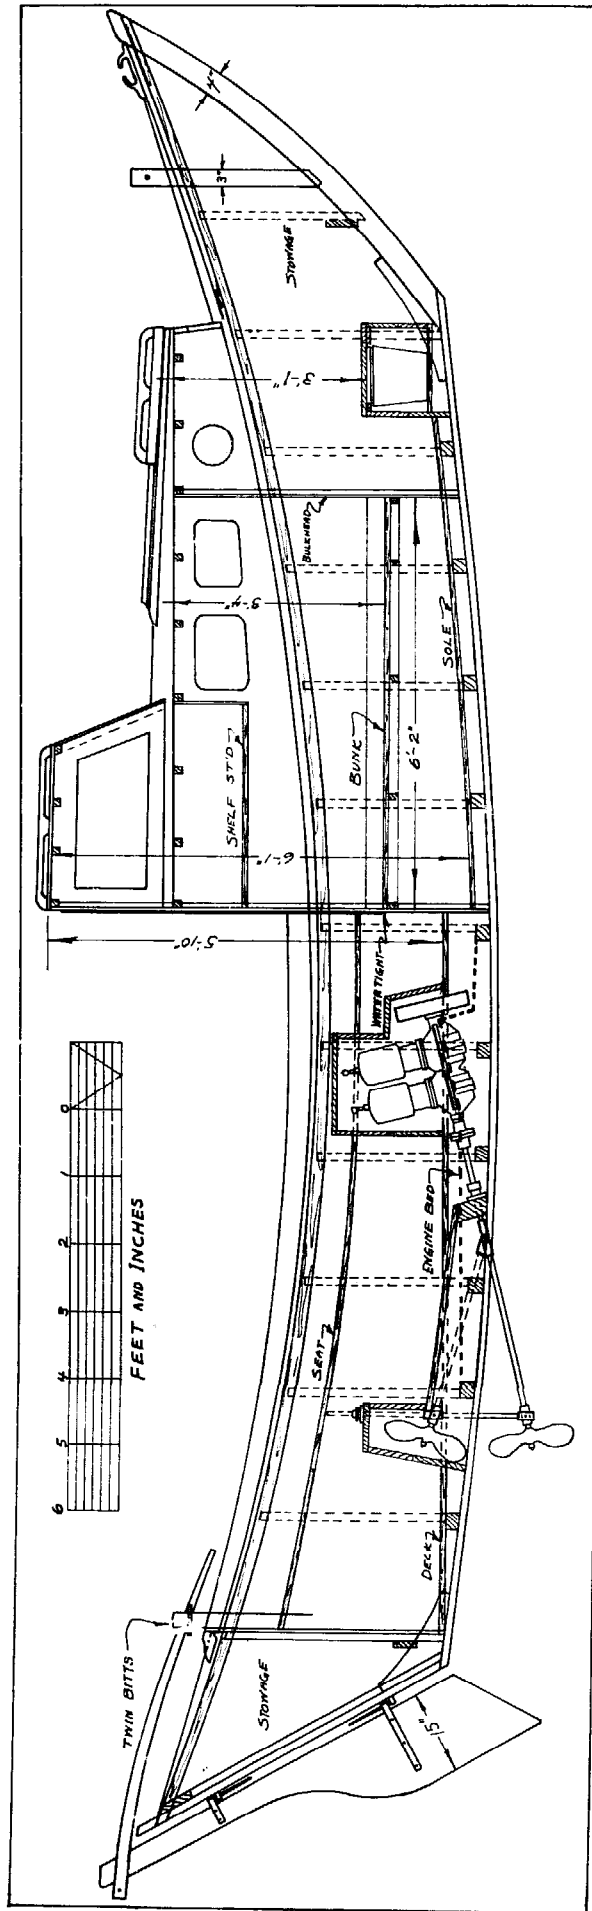 TWIN BITTS
STOWAGE
15"
6 5 4 3 2 1 0
FEET AND INCHES
SEAT
DECK
ENGINE BED
WATERTIGHT
5'-10"
6'-1"
SHELF ST'D
BUNK
6'-2"
SOLE
3'-4"
BULKHEAD
3'-1"
STOWAGE
3"
4"